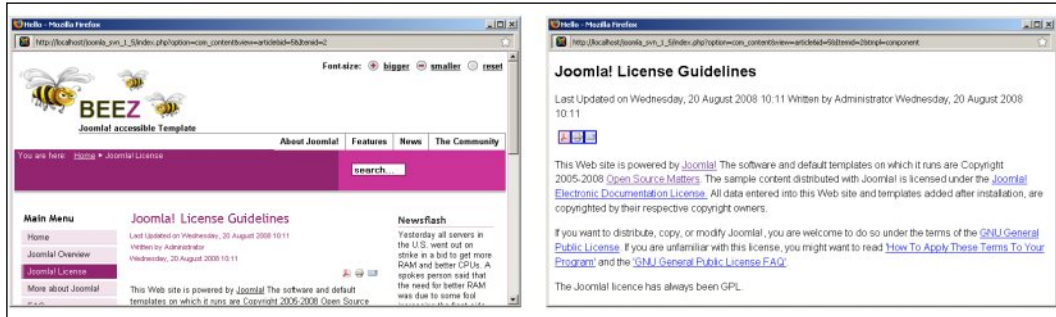 Hello - Mozilla Firefox
http://localhost/joomla_svn_1_5/index.php?option=com_content&view=article&id=5&Itemid=2
Font-size: bigger smaller reset
BEEZ
Joomla! accessible Template
About Joomla! Features News The Community
You are here: Home Joomla! License
search...
Main Menu
Home
Joomla! Overview
Joomla! License
More about Joomla!
FAQ
Joomla! License Guidelines
Last Updated on Wednesday, 20 August 2008 10:11
Written by Administrator
Wednesday, 20 August 2008 10:11
This Web site is powered by Joomla! The software and default
templates on which it runs are Copyright 2005-2008 Open Source
Newsflash
Yesterday all servers in
the U.S. went out on
strike in a bid to get more
RAM and better CPUs. A
spokes person said that
the need for better RAM
was due to some fool
increasing the front-side
Hello - Mozilla Firefox
http://localhost/joomla_svn_1_5/index.php?option=com_content&view=article&id=5&Itemid=2&tmpl=component
Joomla! License Guidelines
Last Updated on Wednesday, 20 August 2008 10:11 Written by Administrator Wednesday, 20 August 2008
10:11
This Web site is powered by Joomla! The software and default templates on which it runs are Copyright
2005-2008 Open Source Matters. The sample content distributed with Joomla! is licensed under the Joomla!
Electronic Documentation License. All data entered into this Web site and templates added after installation, are
copyrighted by their respective copyright owners.
If you want to distribute, copy, or modify Joomla!, you are welcome to do so under the terms of the GNU General
Public License. If you are unfamiliar with this license, you might want to read 'How To Apply These Terms To Your
Program' and the 'GNU General Public License FAQ'.
The Joomla! licence has always been GPL.